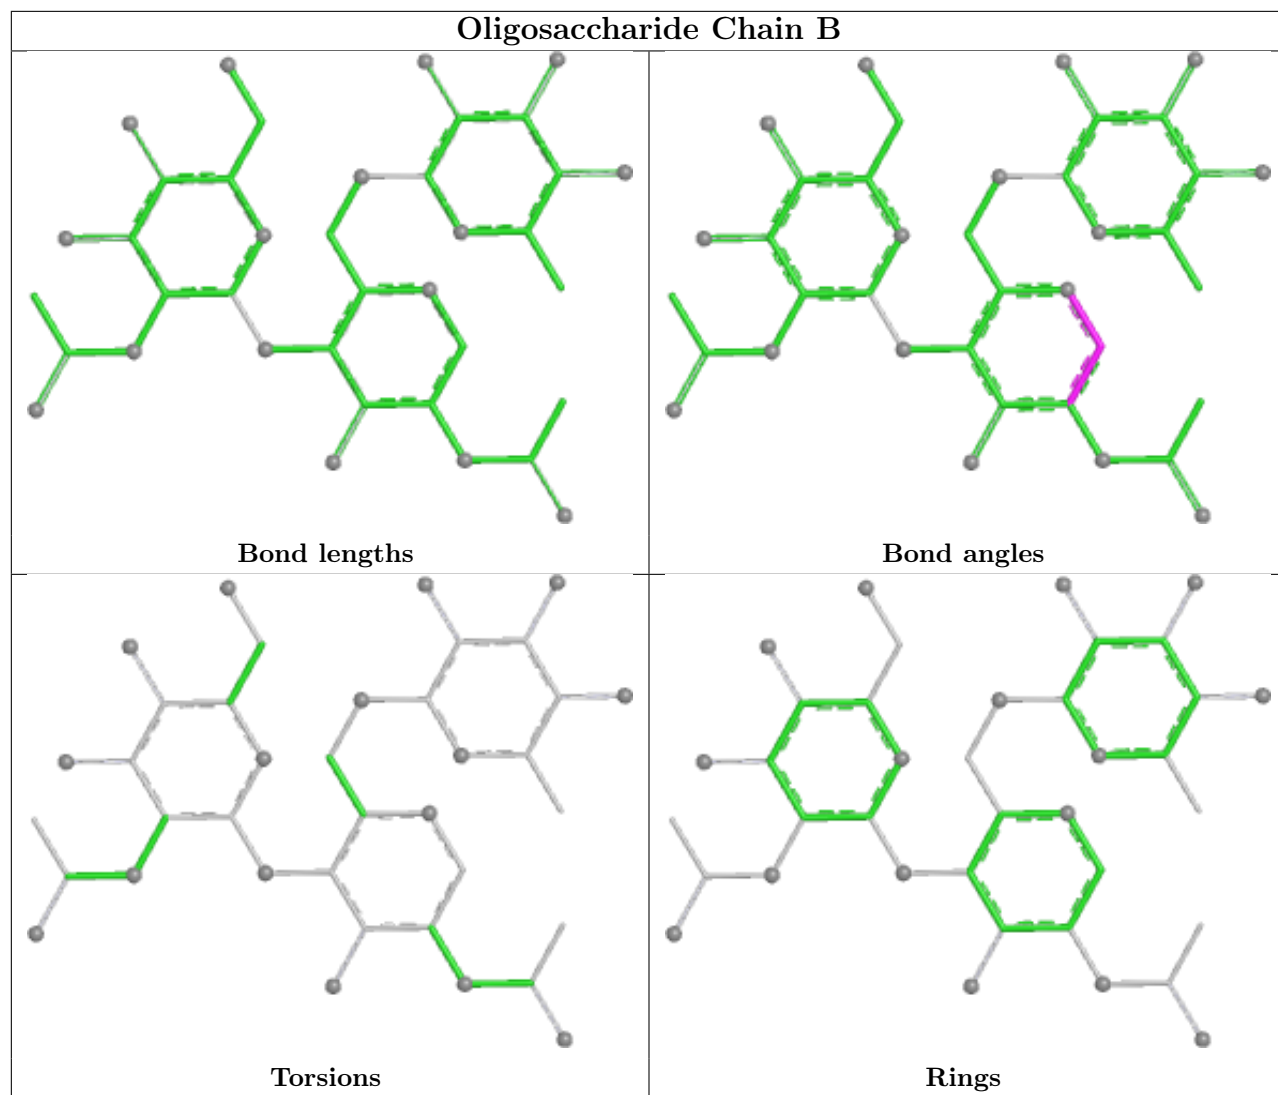 Oligosaccharide Chain B
Bond lengths
Bond angles
Torsions
Rings